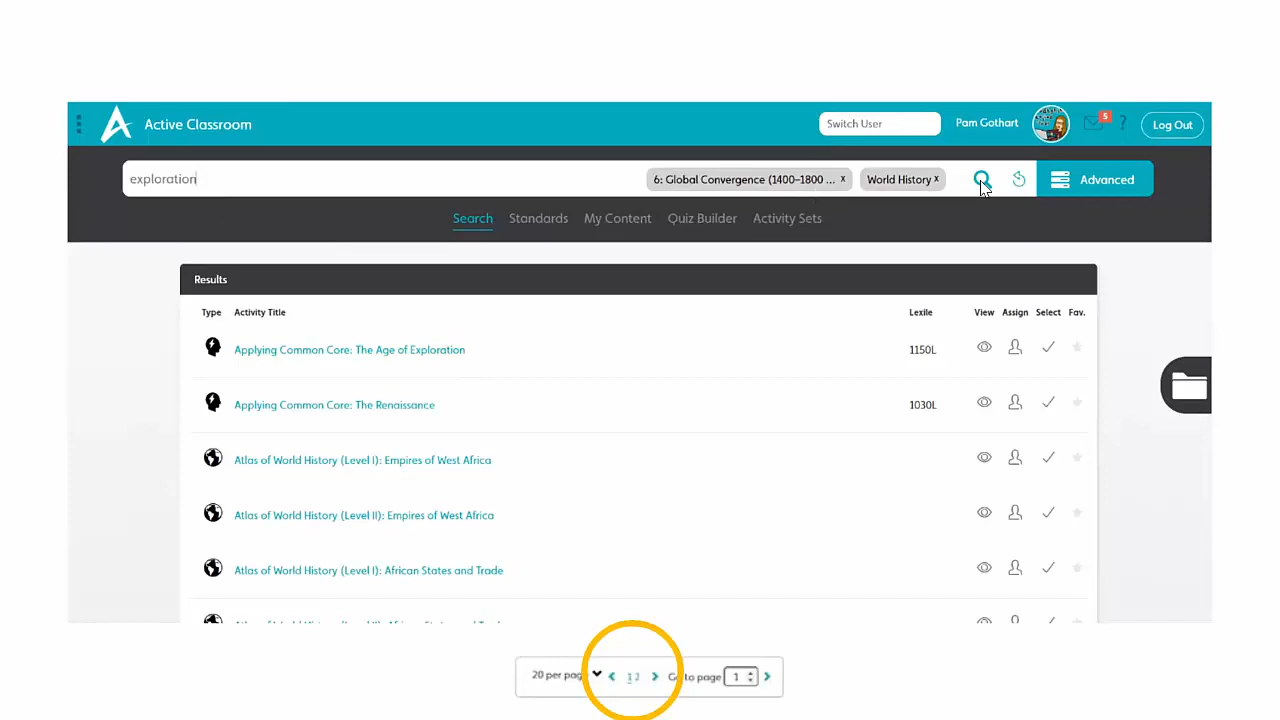 Active Classroom
Switch User
Pam Gothart
5
?
Log Out
exploration
6: Global Convergence (1400–1800 ... x
World History x
Advanced
Search Standards My Content Quiz Builder Activity Sets
Results
Type Activity Title Lexile View Assign Select Fav.
Applying Common Core: The Age of Exploration 1150L
Applying Common Core: The Renaissance 1030L
Atlas of World History (Level I): Empires of West Africa
Atlas of World History (Level II): Empires of West Africa
Atlas of World History (Level I): African States and Trade
20 per page 1 2 Go to page 1